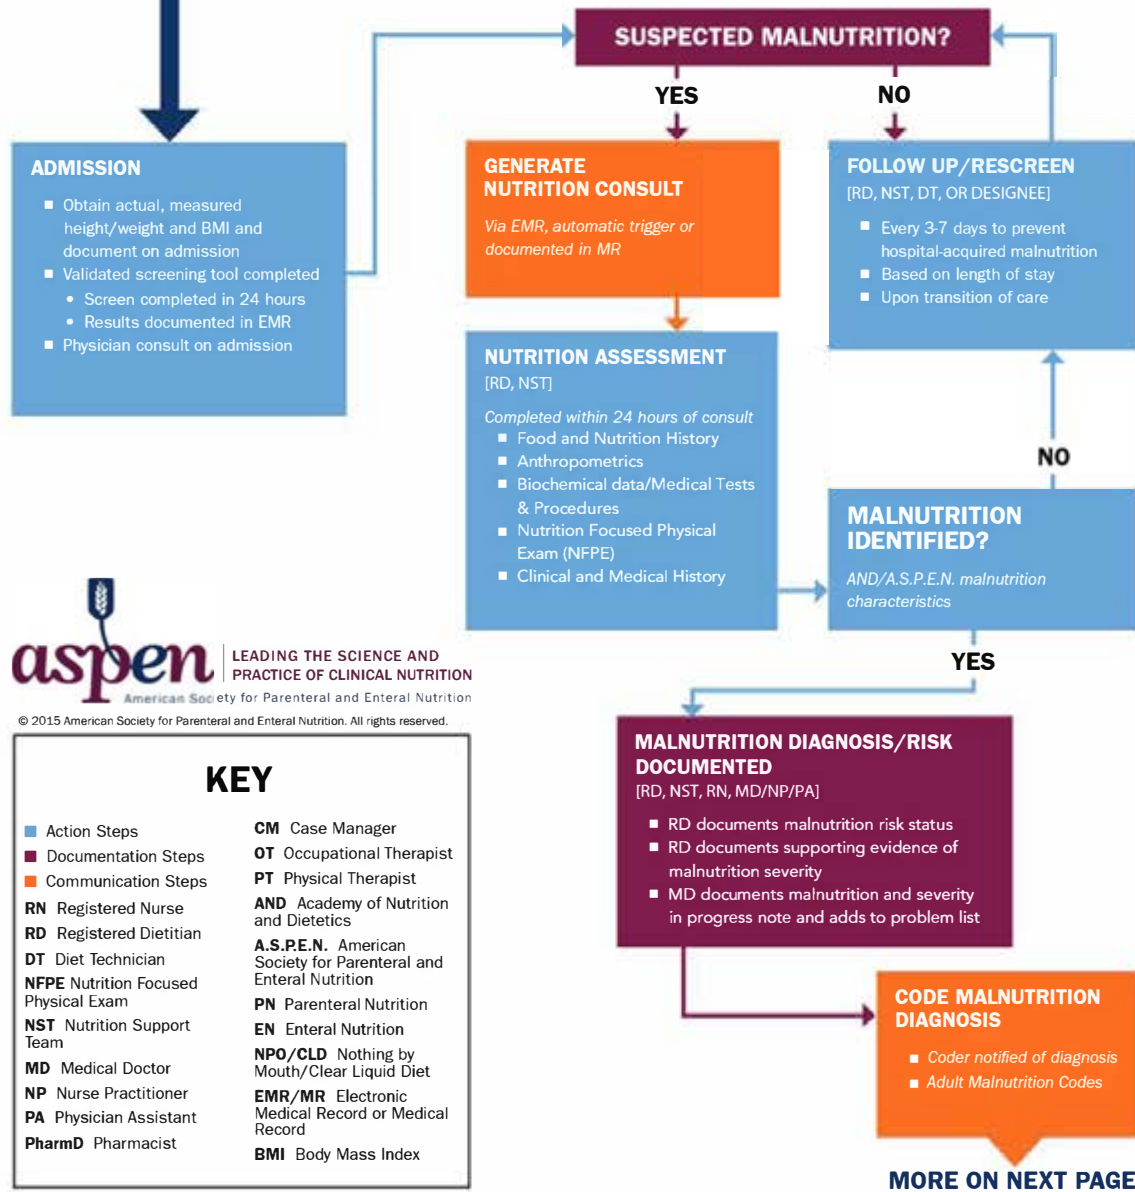 SUSPECTED MALNUTRITION?
YES
NO
ADMISSION
■ Obtain actual, measured
height/weight and BMI and
document on admission
■ Validated screening tool completed
• Screen completed in 24 hours
• Results documented in EMR
■ Physician consult on admission
GENERATE
NUTRITION CONSULT
Via EMR, automatic trigger or
documented in MR
FOLLOW UP/RESCREEN
[RD, NST, DT, OR DESIGNEE]
■ Every 3-7 days to prevent
hospital-acquired malnutrition
■ Based on length of stay
■ Upon transition of care
NUTRITION ASSESSMENT
[RD, NST]
Completed within 24 hours of consult
■ Food and Nutrition History
■ Anthropometrics
■ Biochemical data/Medical Tests
& Procedures
■ Nutrition Focused Physical
Exam (NFPE)
■ Clinical and Medical History
NO
MALNUTRITION
IDENTIFIED?
AND/A.S.P.E.N. malnutrition
characteristics
YES
MALNUTRITION DIAGNOSIS/RISK
DOCUMENTED
[RD, NST, RN, MD/NP/PA]
■ RD documents malnutrition risk status
■ RD documents supporting evidence of
malnutrition severity
■ MD documents malnutrition and severity
in progress note and adds to problem list
CODE MALNUTRITION
DIAGNOSIS
■ Coder notified of diagnosis
■ Adult Malnutrition Codes
MORE ON NEXT PAGE
aspen
LEADING THE SCIENCE AND
PRACTICE OF CLINICAL NUTRITION
American Society for Parenteral and Enteral Nutrition
© 2015 American Society for Parenteral and Enteral Nutrition. All rights reserved.
KEY
■ Action Steps
■ Documentation Steps
■ Communication Steps
RN Registered Nurse
RD Registered Dietitian
DT Diet Technician
NFPE Nutrition Focused
Physical Exam
NST Nutrition Support
Team
MD Medical Doctor
NP Nurse Practitioner
PA Physician Assistant
PharmD Pharmacist
CM Case Manager
OT Occupational Therapist
PT Physical Therapist
AND Academy of Nutrition
and Dietetics
A.S.P.E.N. American
Society for Parenteral and
Enteral Nutrition
PN Parenteral Nutrition
EN Enteral Nutrition
NPO/CLD Nothing by
Mouth/Clear Liquid Diet
EMR/MR Electronic
Medical Record or Medical
Record
BMI Body Mass Index